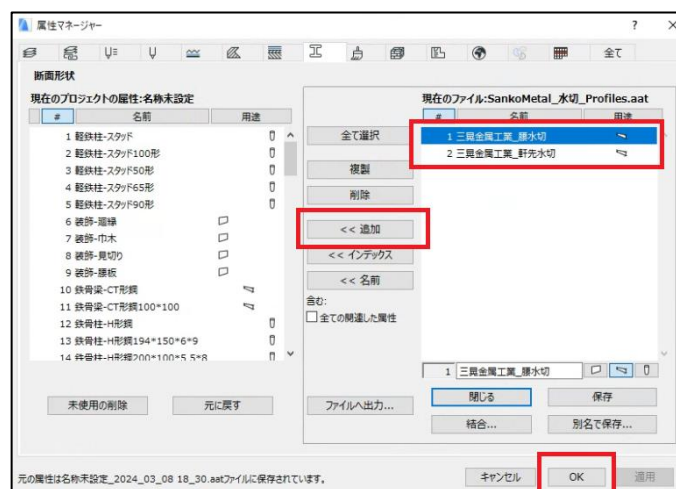 属性マネージャー
全て
断面形状
現在のプロジェクトの属性:名称未設定
# 名前 用途
1 軽鉄柱-スタッド
2 軽鉄柱-スタッド100形
3 軽鉄柱-スタッド50形
4 軽鉄柱-スタッド65形
5 軽鉄柱-スタッド90形
6 装飾-廻縁
7 装飾-巾木
8 装飾-見切り
9 装飾-腰板
10 鉄骨梁-CT形鋼
11 鉄骨梁-CT形鋼100*100
12 鉄骨柱-H形鋼
13 鉄骨柱-H形鋼194*150*6*9
14 鉄骨柱-H形鋼200*100*5.5*8
未使用の削除
元に戻す
全て選択
複製
削除
<< 追加
<< インデックス
<< 名前
含む:
全ての関連した属性
ファイルへ出力...
現在のファイル:SankoMetal_水切_Profiles.aat
# 名前 用途
1 三晃金属工業_腰水切
2 三晃金属工業_軒先水切
1 三晃金属工業_腰水切
閉じる
保存
結合...
別名で保存...
元の属性は名称未設定_2024_03_08 18_30.aatファイルに保存されています。
キャンセル
OK
適用